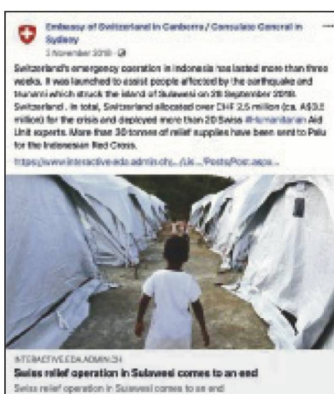 Embassy of Switzerland in Canberra / Consulate General in
Sydney
2 November 2018 ·
Switzerland's emergency operation in Indonesia has lasted more than three
weeks. It was launched to assist people affected by the earthquake and
tsunami which struck the island of Sulawesi on 28 September 2018.
Switzerland . In total, Switzerland allocated over CHF 2.5 million (ca. A$3.5
million) for the crisis and deployed more than 20 Swiss #Humanitarian Aid
Unit experts. More than 30 tonnes of relief supplies have been sent to Palu
for the Indonesian Red Cross.
https://www.interactive.eda.admin.ch/
INTERACTIVE.EDA.ADMIN.CH
Swiss relief operation in Sulawesi comes to an end
Swiss relief operation in Sulawesi comes to an end